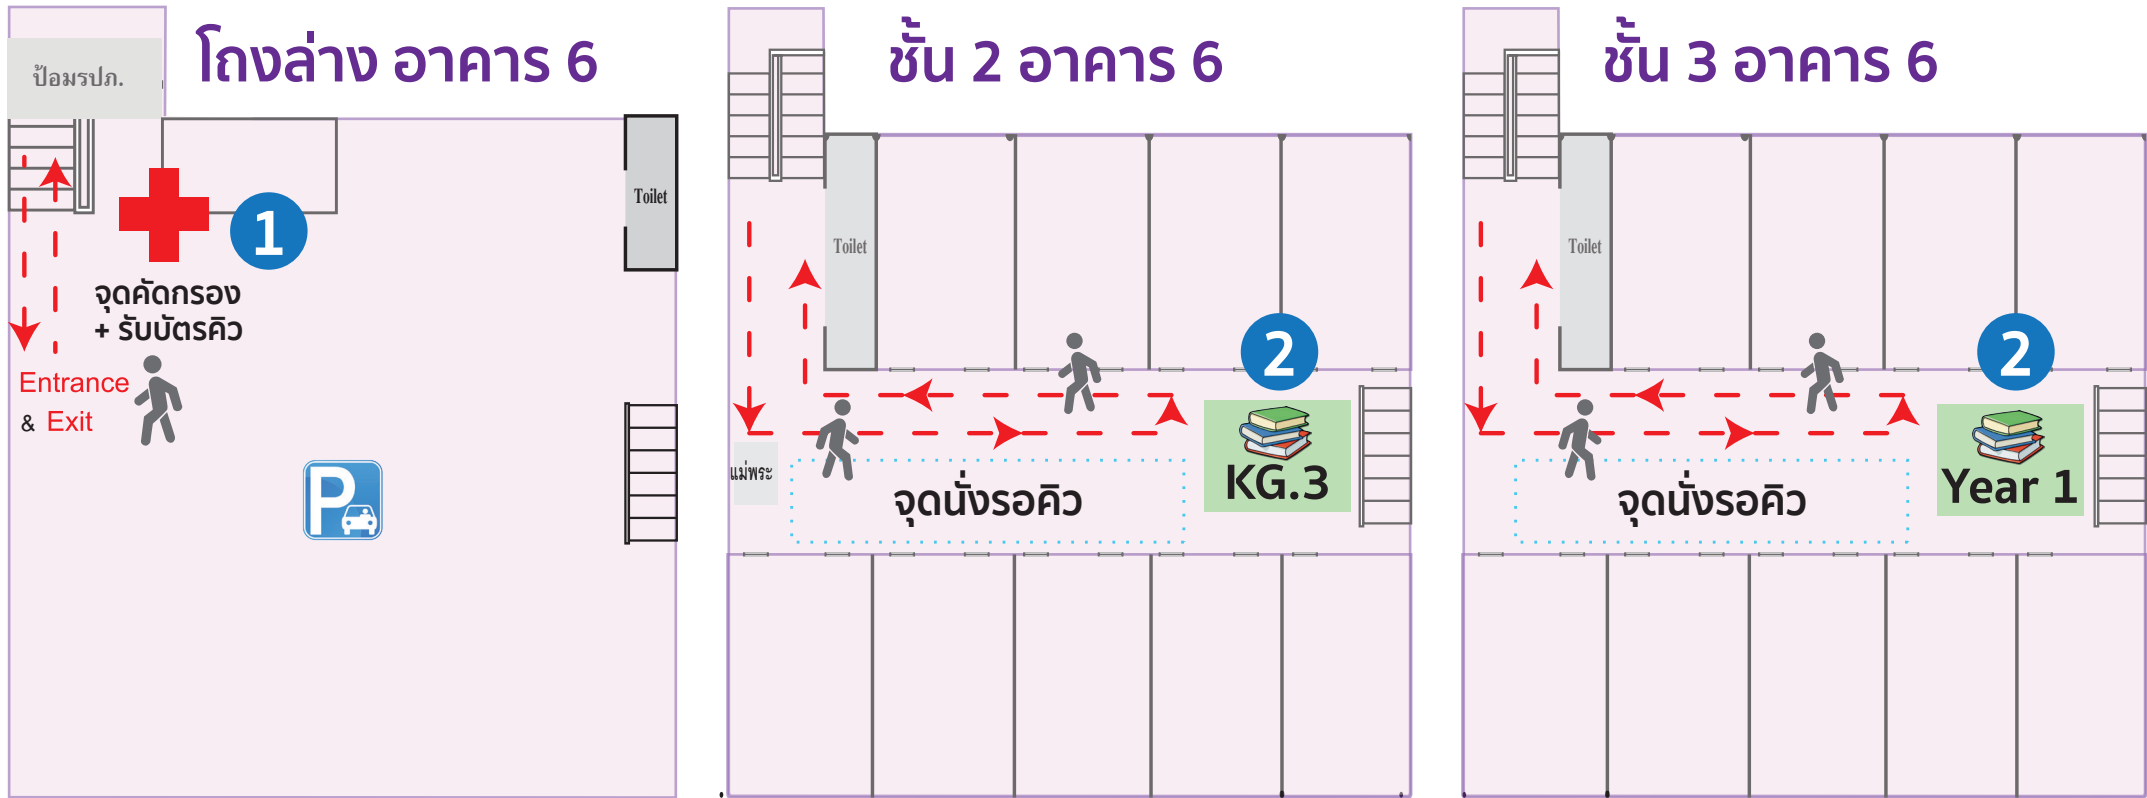 โถงล่าง อาคาร 6
ป้อมรปภ.
Toilet
1
จุดคัดกรอง
+ รับบัตรคิว
Entrance
& Exit
P
ชั้น 2 อาคาร 6
Toilet
2
แม่พระ
KG.3
จุดนั่งรอคิว
ชั้น 3 อาคาร 6
Toilet
2
Year 1
จุดนั่งรอคิว